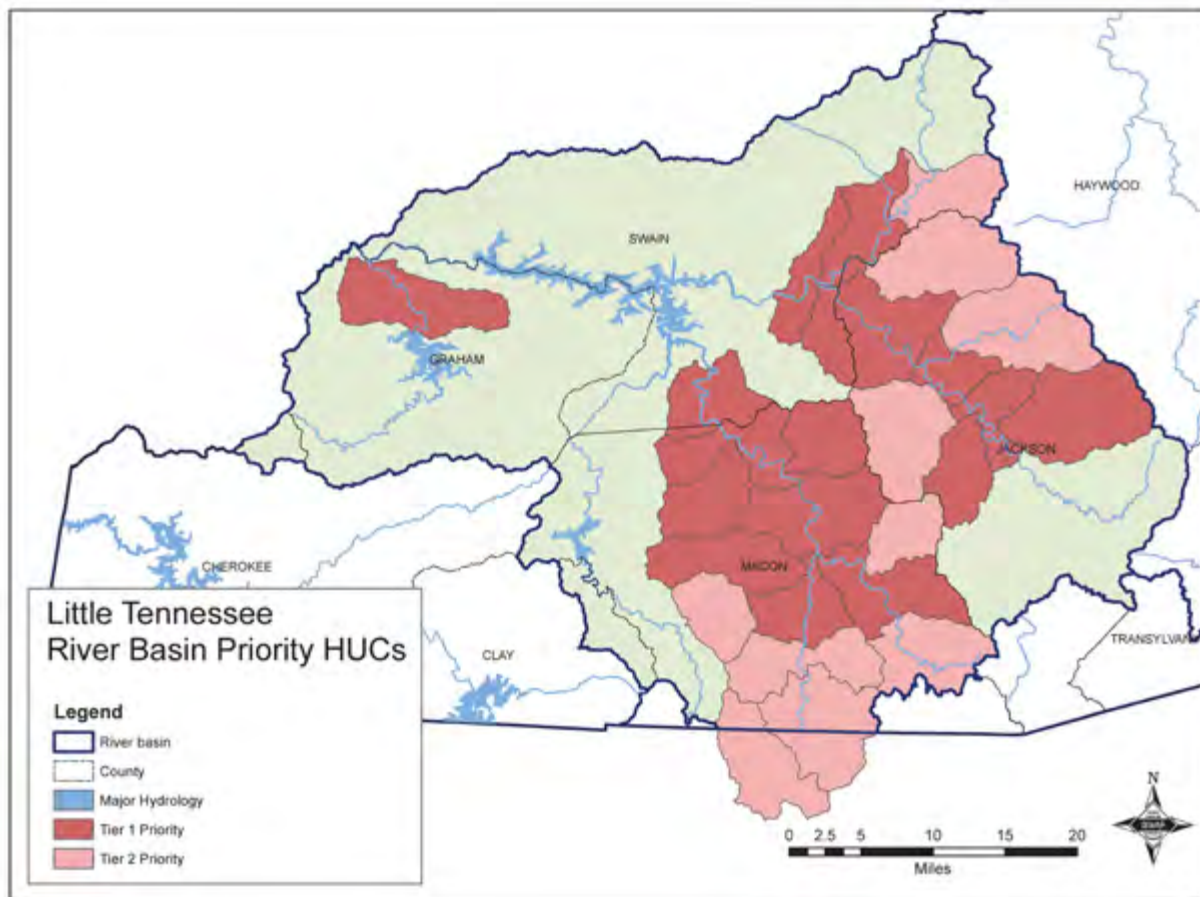 HAYWOOD
SWAIN
GRAHAM
JACKSON
MACON
CHEROKEE
CLAY
TRANSYLVAN
Little Tennessee
River Basin Priority HUCs
Legend
River basin
County
Major Hydrology
Tier 1 Priority
Tier 2 Priority
N
0 2.5 5 10 15 20
Miles